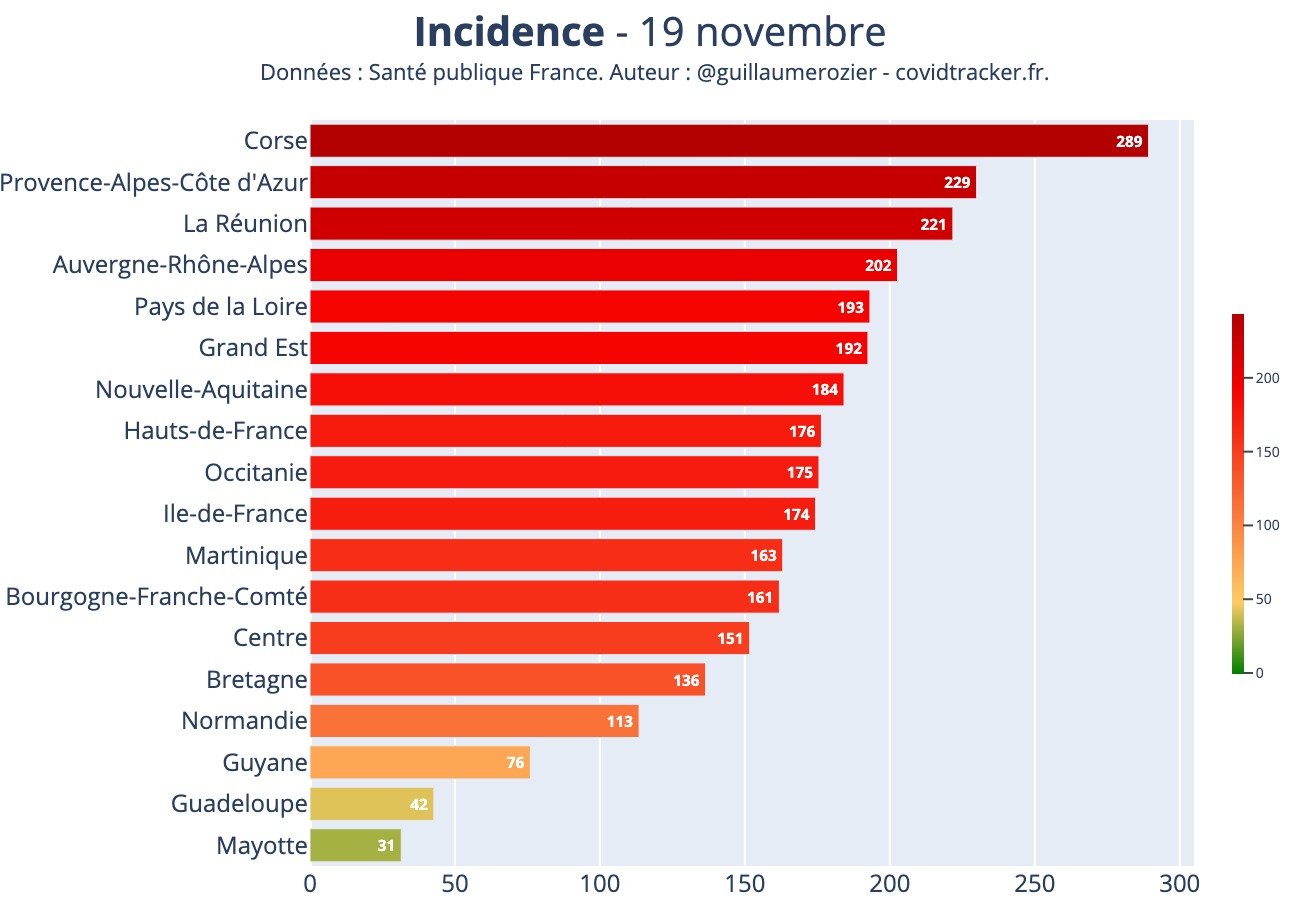 Incidence - 19 novembre
Données : Santé publique France. Auteur : @guillaumerozier - covidtracker.fr.
Corse 289
Provence-Alpes-Côte d'Azur 229
La Réunion 221
Auvergne-Rhône-Alpes 202
Pays de la Loire 193
Grand Est 192
Nouvelle-Aquitaine 184
Hauts-de-France 176
Occitanie 175
Ile-de-France 174
Martinique 163
Bourgogne-Franche-Comté 161
Centre 151
Bretagne 136
Normandie 113
Guyane 76
Guadeloupe 42
Mayotte 31
0 50 100 150 200 250 300
200
150
100
50
0